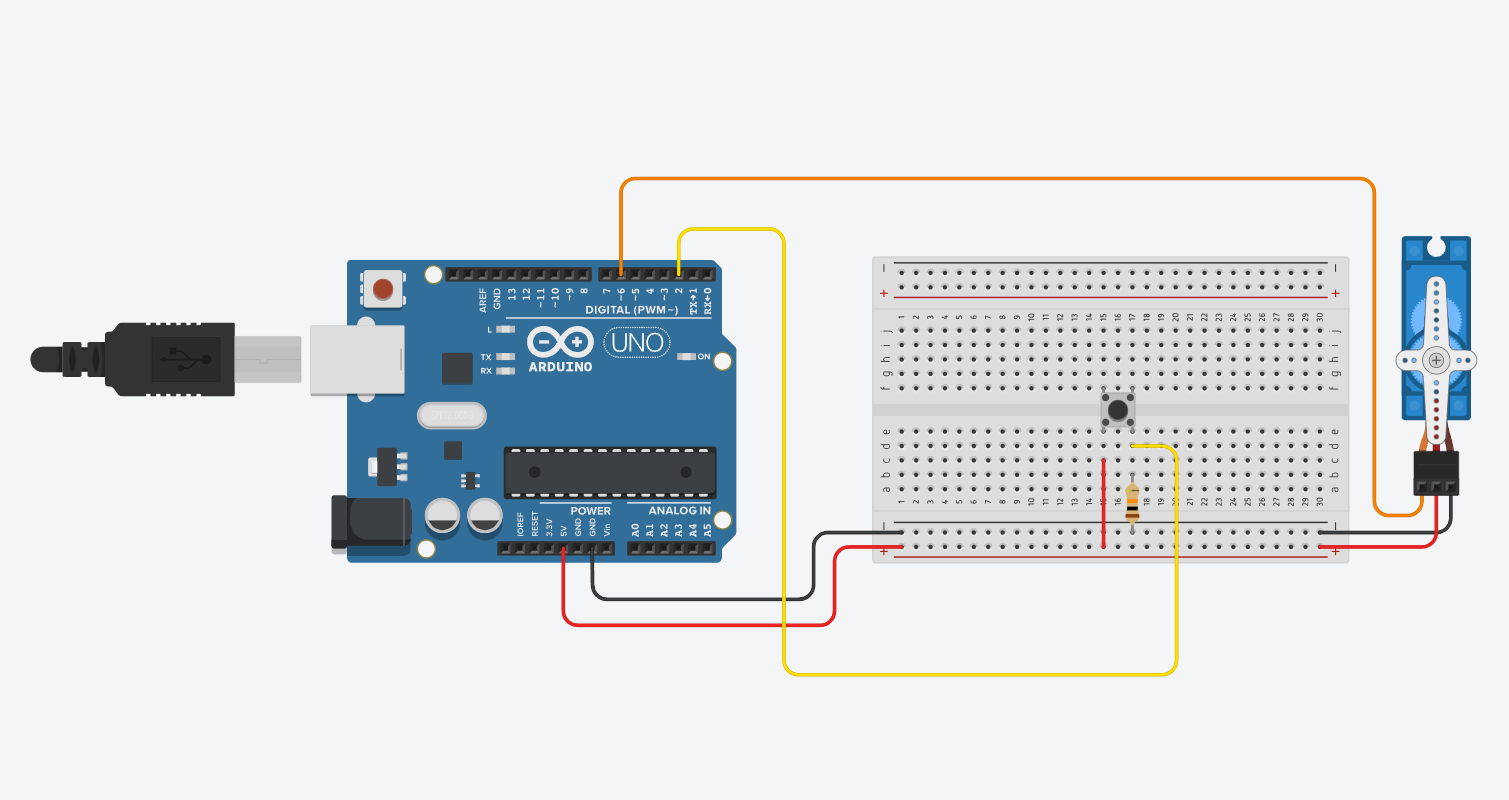 7 ~6 ~5 4 ~3 2 TX→1 RX←0
AREF GND 13 12 ~11 ~10 ~9 8
DIGITAL (PWM~)
L
TX
RX
ARDUINO
UNO
ON
POWER
ANALOG IN
IOREF RESET 3.3V 5V GND GND Vin
A0 A1 A2 A3 A4 A5
− −
+ +
1 2 3 4 5 6 7 8 9 10 11 12 13 14 15 16 17 18 19 20 21 22 23 24 25 26 27 28 29 30
j j
i i
h h
g g
f f
e e
d d
c c
b b
a a
1 2 3 4 5 6 7 8 9 10 11 12 13 14 15 16 17 18 19 20 21 22 23 24 25 26 27 28 29 30
− −
+ +